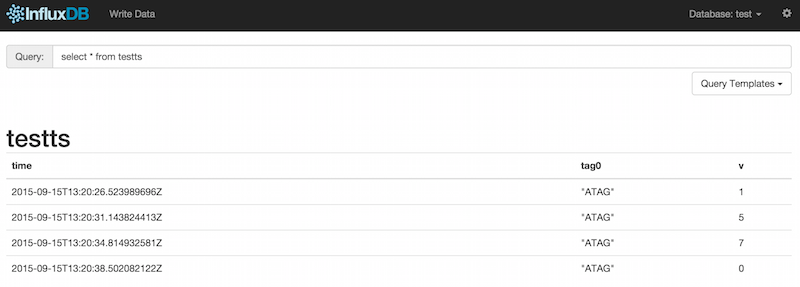 InfluxDB Write Data Database: test
Query: select * from testts
Query Templates
testts
time tag0 v
2015-09-15T13:20:26.523989696Z "ATAG" 1
2015-09-15T13:20:31.143824413Z "ATAG" 5
2015-09-15T13:20:34.814932581Z "ATAG" 7
2015-09-15T13:20:38.502082122Z "ATAG" 0